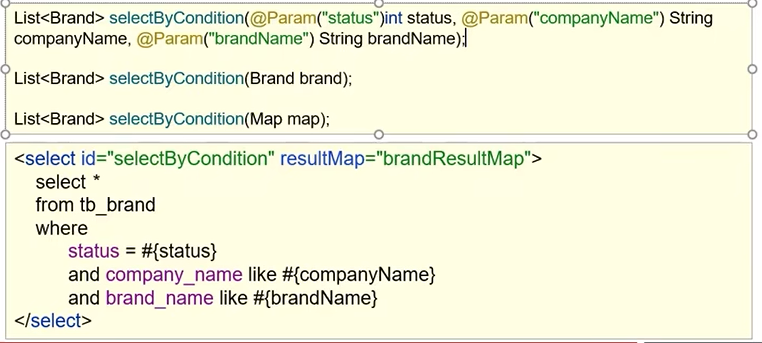 List<Brand> selectByCondition(@Param("status")int status, @Param("companyName") String
companyName, @Param("brandName") String brandName);
List<Brand> selectByCondition(Brand brand);
List<Brand> selectByCondition(Map map);
<select id="selectByCondition" resultMap="brandResultMap">
select *
from tb_brand
where
status = #{status}
and company_name like #{companyName}
and brand_name like #{brandName}
</select>